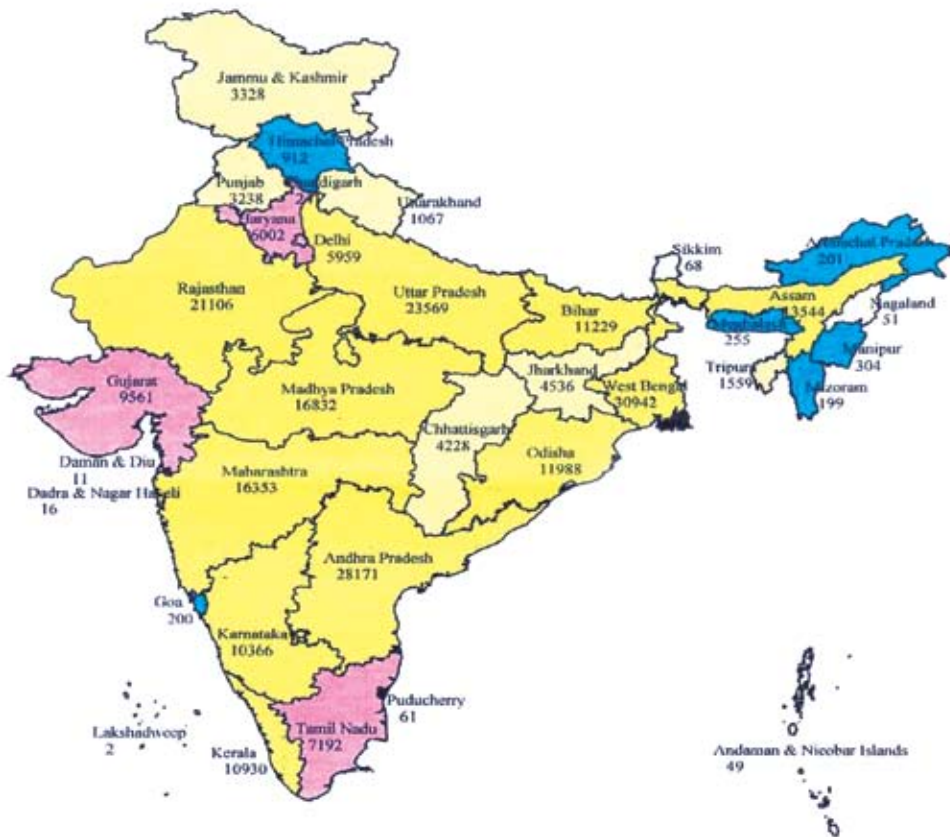 Jammu & Kashmir
3328
Himachal Pradesh
912
Punjab
3238
Chandigarh
Uttarakhand
1067
Haryana
6002
Delhi
5959
Sikkim
68
Arunachal Pradesh
201
Rajasthan
21106
Uttar Pradesh
23569
Bihar
11229
Assam
13544
Nagaland
51
Meghalaya
255
Manipur
304
Tripura
1559
Mizoram
199
Gujarat
9561
Madhya Pradesh
16832
Jharkhand
4536
West Bengal
30942
Chhattisgarh
4228
Odisha
11988
Daman & Diu
11
Dadra & Nagar Haveli
16
Maharashtra
16353
Andhra Pradesh
28171
Goa
200
Karnataka
10366
Puducherry
61
Lakshadweep
2
Kerala
10930
Tamil Nadu
7192
Andaman & Nicobar Islands
49